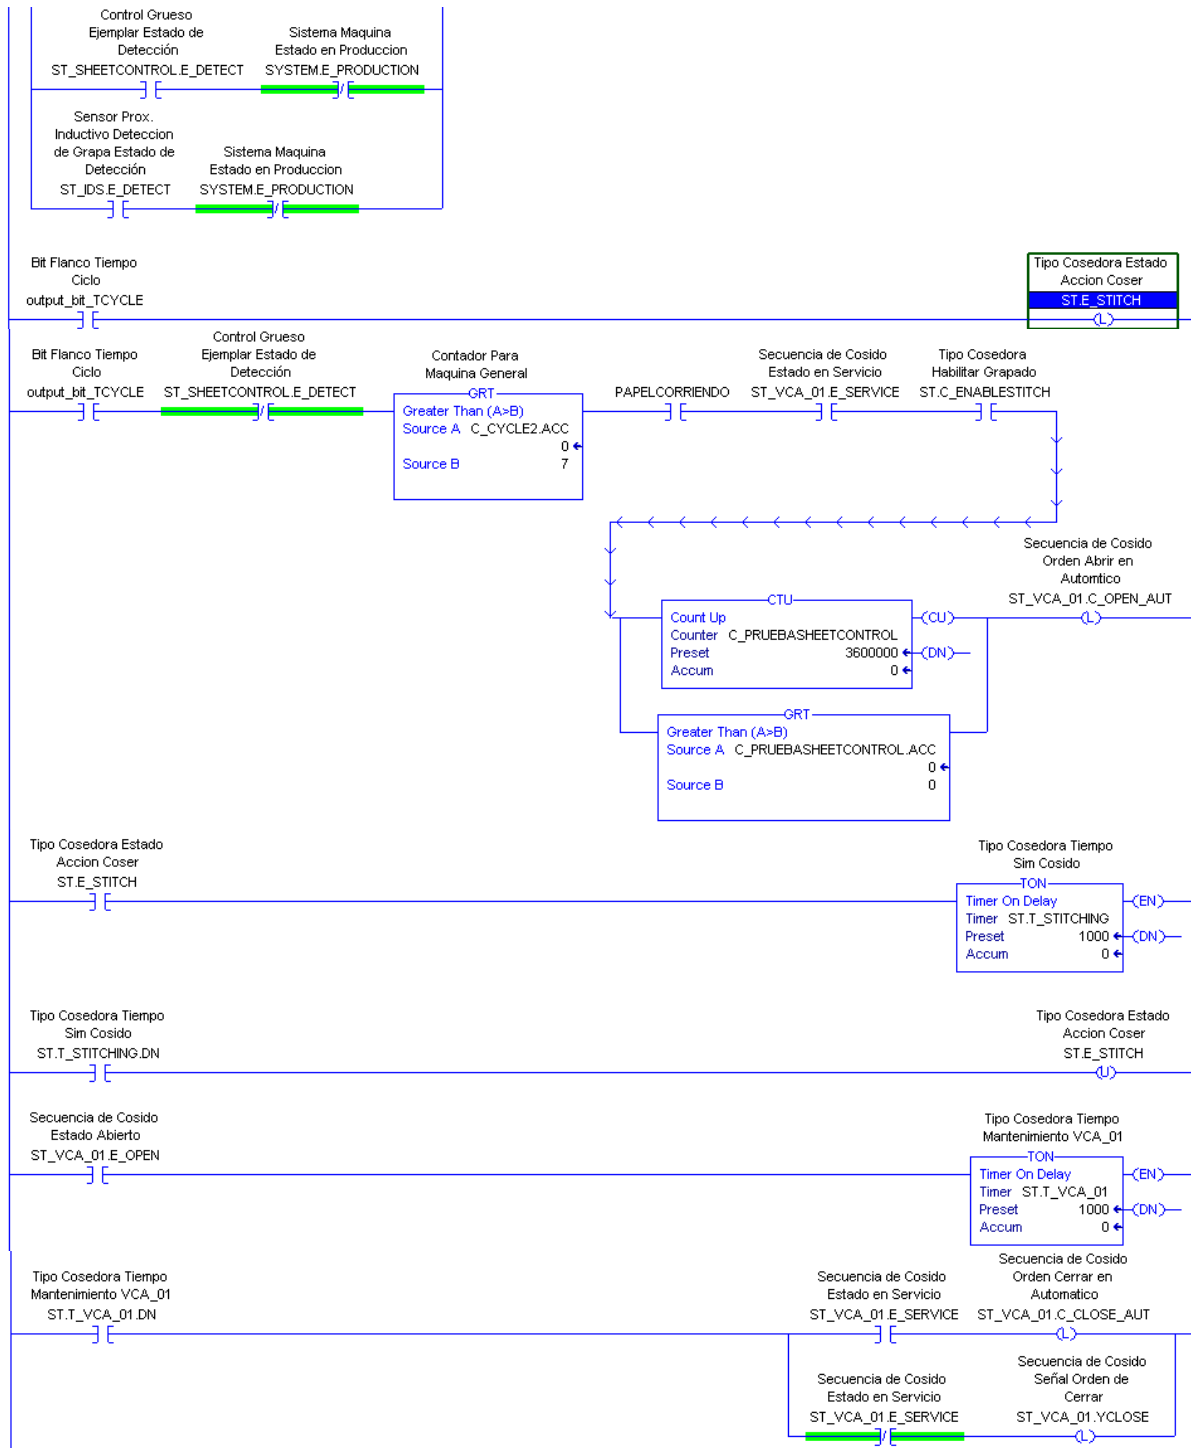 Control Grueso
Ejemplar Estado de
Detección
ST_SHEETCONTROL.E_DETECT
Sistema Maquina
Estado en Produccion
SYSTEM.E_PRODUCTION
Sensor Prox.
Inductivo Deteccion
de Grapa Estado de
Detección
ST_IDS.E_DETECT
Sistema Maquina
Estado en Produccion
SYSTEM.E_PRODUCTION
Bit Flanco Tiempo
Ciclo
output_bit_TCYCLE
Tipo Cosedora Estado
Accion Coser
ST.E_STITCH
L
Bit Flanco Tiempo
Ciclo
output_bit_TCYCLE
Control Grueso
Ejemplar Estado de
Detección
ST_SHEETCONTROL.E_DETECT
Contador Para
Maquina General
GRT
Greater Than (A>B)
Source A C_CYCLE2.ACC
0
Source B 7
PAPELCORRIENDO
Secuencia de Cosido
Estado en Servicio
ST_VCA_01.E_SERVICE
Tipo Cosedora
Habilitar Grapado
ST.C_ENABLESTITCH
CTU
Count Up
Counter C_PRUEBASHEETCONTROL
Preset 3600000
Accum 0
CU
DN
GRT
Greater Than (A>B)
Source A C_PRUEBASHEETCONTROL.ACC
0
Source B 0
Secuencia de Cosido
Orden Abrir en
Automtico
ST_VCA_01.C_OPEN_AUT
L
Tipo Cosedora Estado
Accion Coser
ST.E_STITCH
Tipo Cosedora Tiempo
Sim Cosido
TON
Timer On Delay
Timer ST.T_STITCHING
Preset 1000
Accum 0
EN
DN
Tipo Cosedora Tiempo
Sim Cosido
ST.T_STITCHING.DN
Tipo Cosedora Estado
Accion Coser
ST.E_STITCH
U
Secuencia de Cosido
Estado Abierto
ST_VCA_01.E_OPEN
Tipo Cosedora Tiempo
Mantenimiento VCA_01
TON
Timer On Delay
Timer ST.T_VCA_01
Preset 1000
Accum 0
EN
DN
Tipo Cosedora Tiempo
Mantenimiento VCA_01
ST.T_VCA_01.DN
Secuencia de Cosido
Estado en Servicio
ST_VCA_01.E_SERVICE
Secuencia de Cosido
Orden Cerrar en
Automatico
ST_VCA_01.C_CLOSE_AUT
L
Secuencia de Cosido
Estado en Servicio
ST_VCA_01.E_SERVICE
Secuencia de Cosido
Señal Orden de
Cerrar
ST_VCA_01.YCLOSE
L